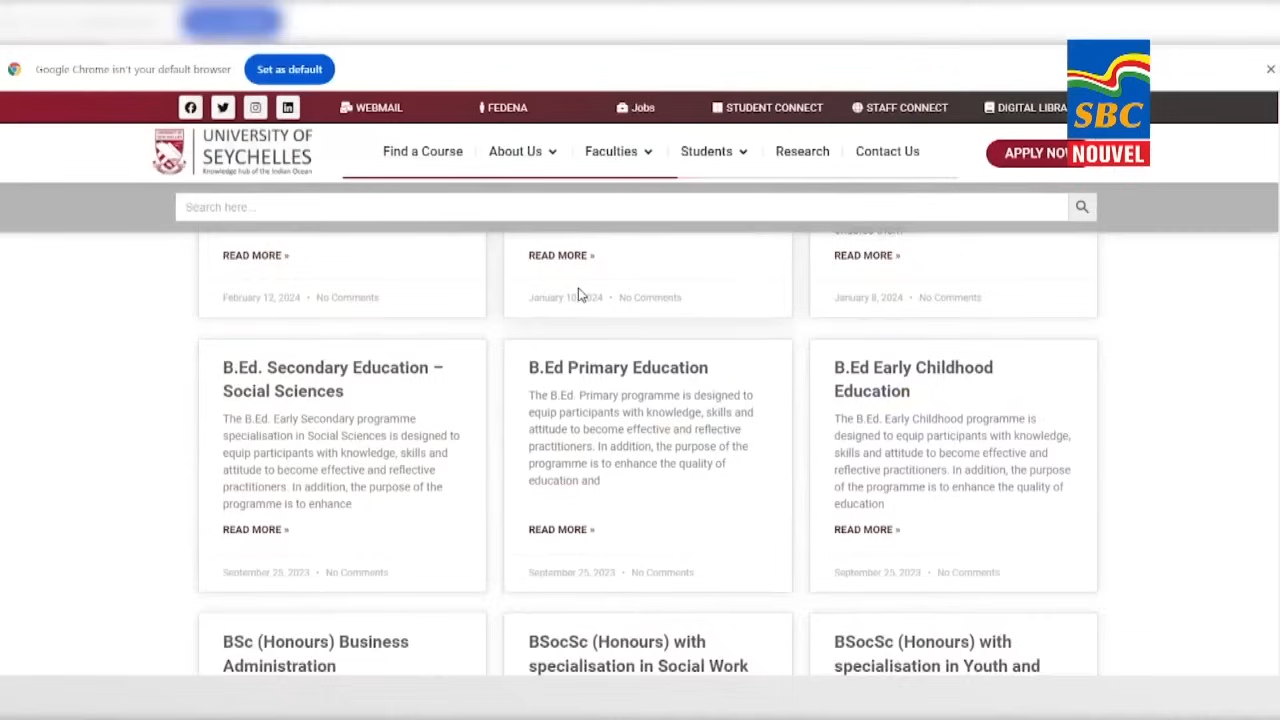 Google Chrome isn't your default browser
Set as default
WEBMAIL
FEDENA
Jobs
STUDENT CONNECT
STAFF CONNECT
DIGITAL
SBC
NOUVEL
UNIVERSITY OF
SEYCHELLES
Knowledge hub of the Indian Ocean
Find a Course
About Us
Faculties
Students
Research
Contact Us
APPLY
Search here...
READ MORE »
READ MORE »
READ MORE »
February 12, 2024 • No Comments
January 10, 2024 • No Comments
January 8, 2024 • No Comments
B.Ed. Secondary Education –
Social Sciences
The B.Ed. Early Secondary programme
specialisation in Social Sciences is designed to
equip participants with knowledge, skills and
attitude to become effective and reflective
practitioners. In addition, the purpose of the
programme is to enhance
READ MORE »
September 25, 2023 • No Comments
B.Ed Primary Education
The B.Ed. Primary programme is designed to
equip participants with knowledge, skills and
attitude to become effective and reflective
practitioners. In addition, the purpose of the
programme is to enhance the quality of
education and
READ MORE »
September 25, 2023 • No Comments
B.Ed Early Childhood
Education
The B.Ed. Early Childhood programme is
designed to equip participants with knowledge,
skills and attitude to become effective and
reflective practitioners. In addition, the purpose
of the programme is to enhance the quality of
education
READ MORE »
September 25, 2023 • No Comments
BSc (Honours) Business
Administration
BSocSc (Honours) with
specialisation in Social Work
BSocSc (Honours) with
specialisation in Youth and